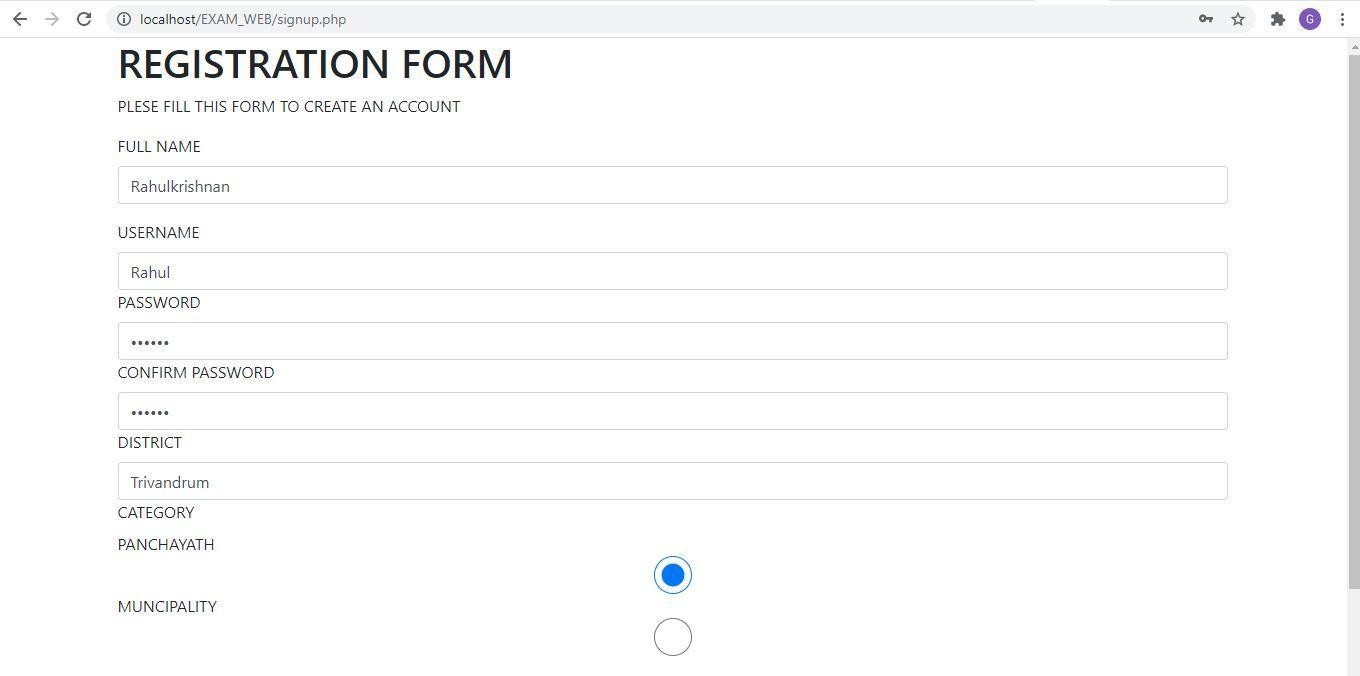 localhost/EXAM_WEB/signup.php
G
REGISTRATION FORM
PLESE FILL THIS FORM TO CREATE AN ACCOUNT
FULL NAME
Rahulkrishnan
USERNAME
Rahul
PASSWORD
••••••
CONFIRM PASSWORD
••••••
DISTRICT
Trivandrum
CATEGORY
PANCHAYATH
MUNCIPALITY